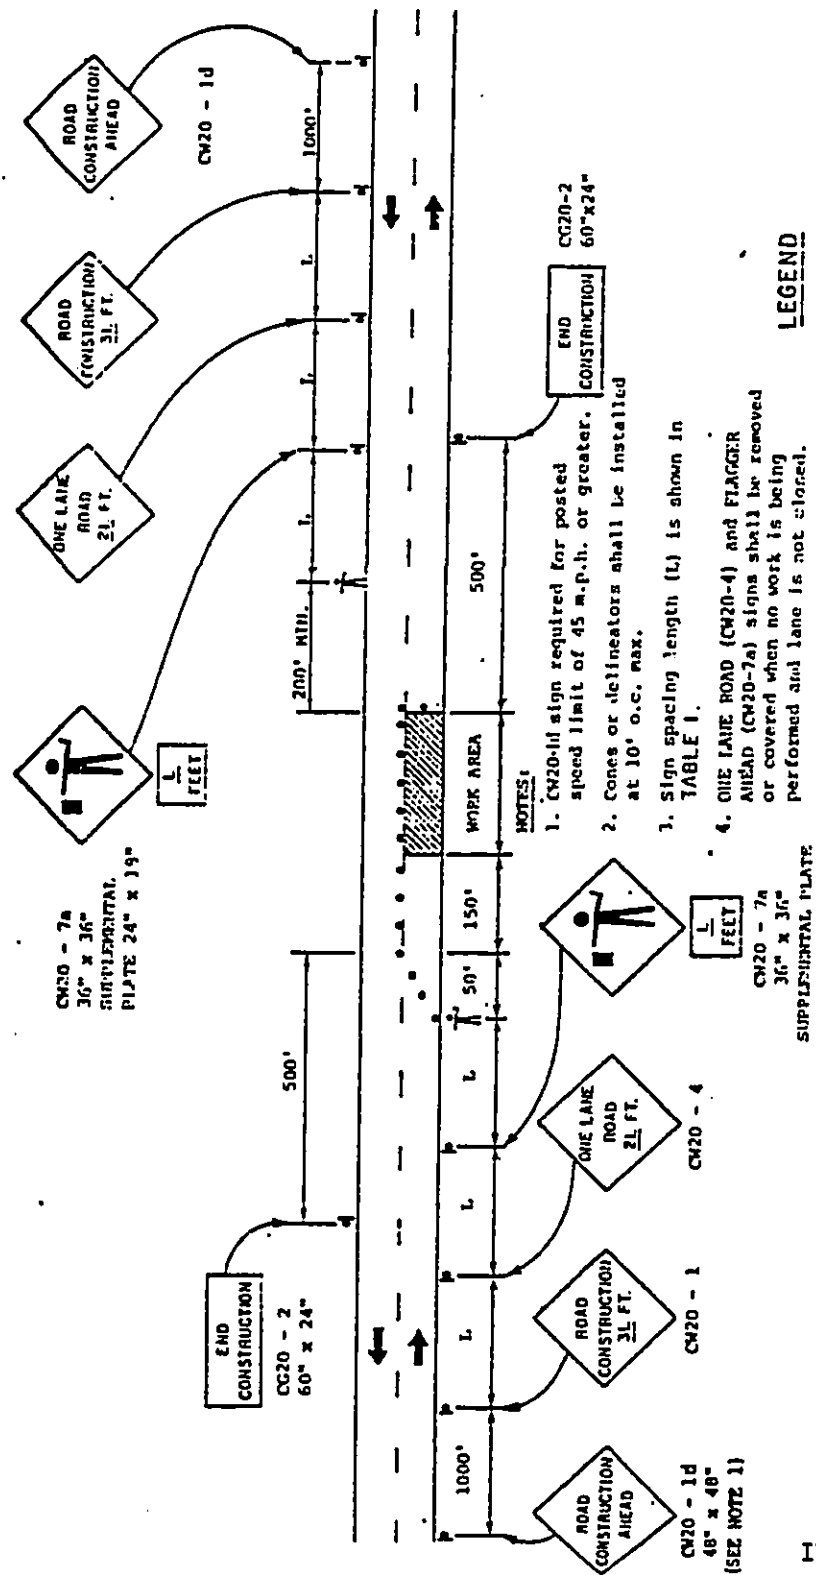 ROAD
CONSTRUCTION
AHEAD
CW20 - 1d
ROAD
CONSTRUCTION
3L FT.
ONE LANE
ROAD
2L FT.
L
FEET
CW20 - 7a
36" x 36"
SUPPLEMENTAL
PLATE 24" x 19"
1000'
L
L
L
200' MIN.
500'
END
CONSTRUCTION
CG20 - 2
60" x 24"
END
CONSTRUCTION
CG20-2
60"x24"
1000'
L
L
L
50'
150'
WORK AREA
500'
ROAD
CONSTRUCTION
AHEAD
CW20 - 1d
48" x 48"
(SEE NOTE 1)
ROAD
CONSTRUCTION
3L FT.
CW20 - 1
ONE LANE
ROAD
2L FT.
CW20 - 4
L
FEET
CW20 - 7a
36" x 36"
SUPPLEMENTAL PLATE
NOTES:
1. CW20-1d sign required for posted
speed limit of 45 m.p.h. or greater.
2. Cones or delineators shall be installed
at 10' o.c. max.
3. Sign spacing length (L) is shown in
TABLE 1.
4. ONE LANE ROAD (CW20-4) and FLAGGER
AHEAD (CW20-7a) signs shall be removed
or covered when no work is being
performed and lane is not closed.
LEGEND